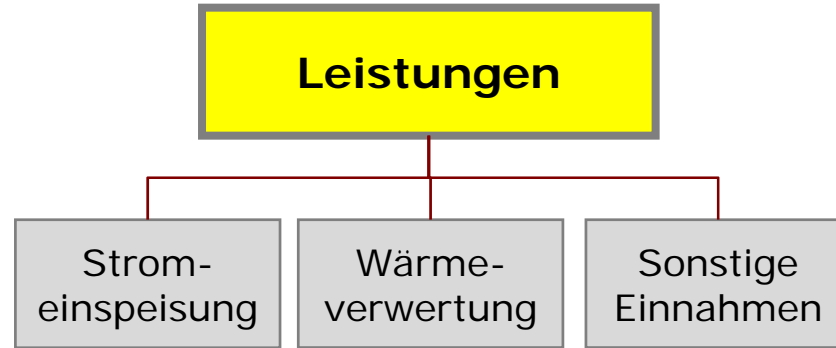 Leistungen
Strom-
einspeisung
Wärme-
verwertung
Sonstige
Einnahmen